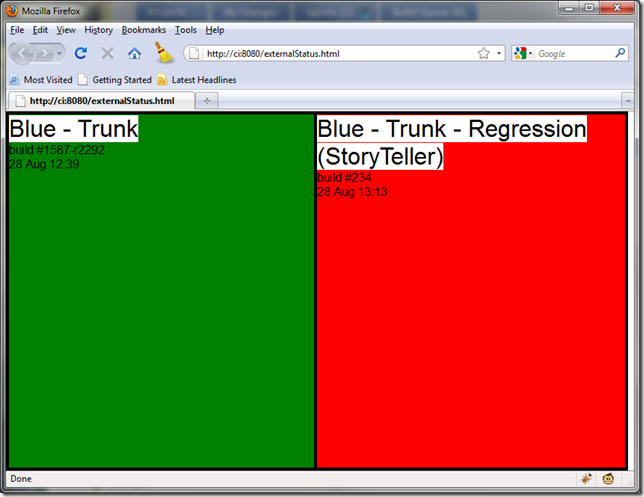 Mozilla Firefox
File Edit View History Bookmarks Tools Help
http://ci:8080/externalStatus.html
Google
Most Visited Getting Started Latest Headlines
http://ci:8080/externalStatus.html
Blue - Trunk
build #1587-r2292
28 Aug 12:39
Blue - Trunk - Regression
(StoryTeller)
build #234
28 Aug 13:13
Done